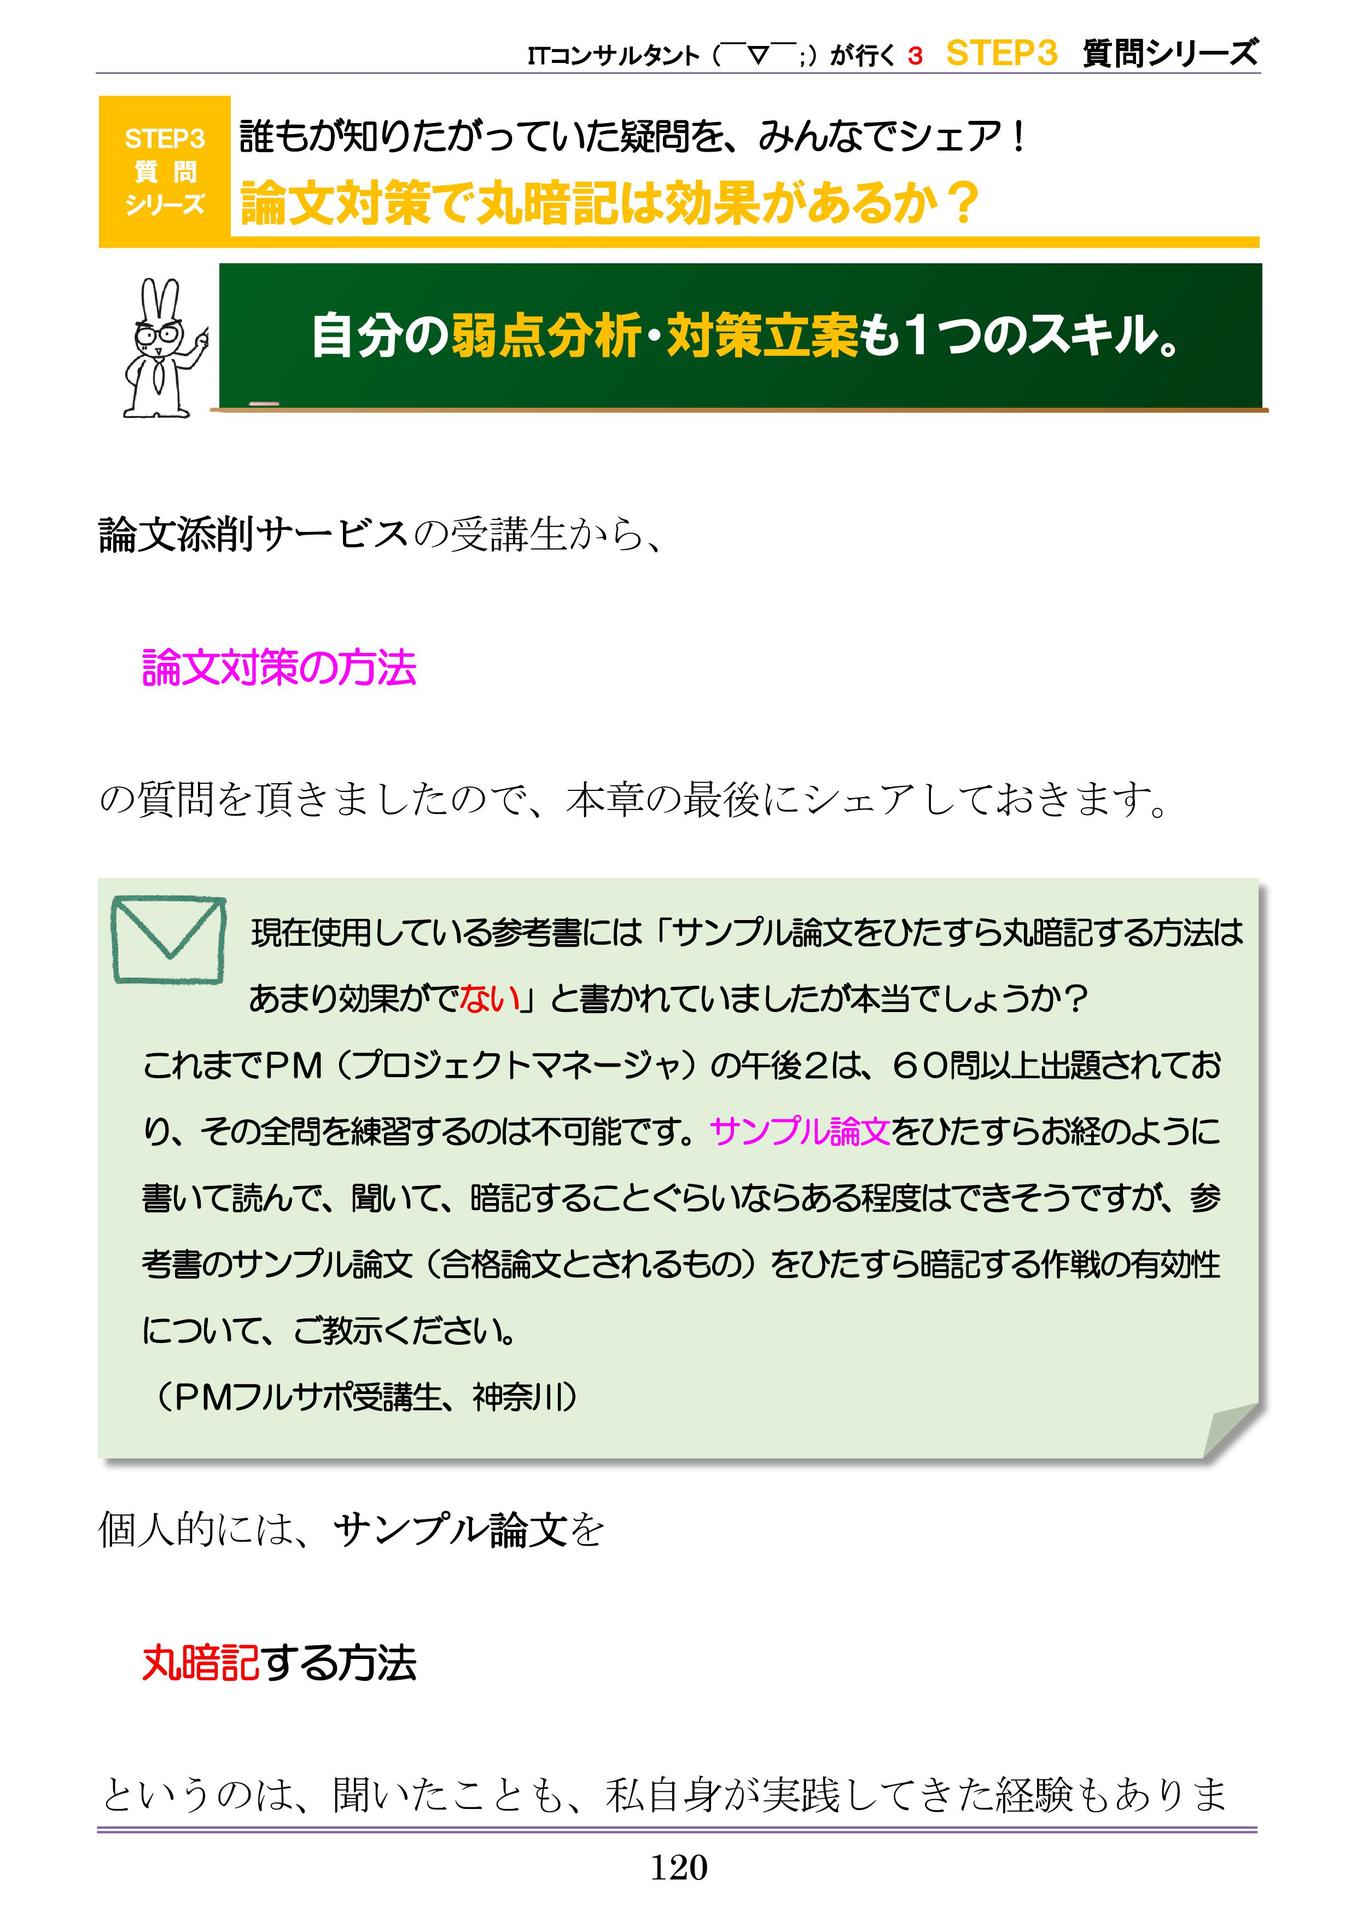 ITコンサルタント（￣▽￣;）が行く 3 STEP3 質問シリーズ
STEP3
質 問
シリーズ
誰もが知りたがっていた疑問を、みんなでシェア！
論文対策で丸暗記は効果があるか？
自分の弱点分析・対策立案も１つのスキル。
論文添削サービスの受講生から、
論文対策の方法
の質問を頂きましたので、本章の最後にシェアしておきます。
現在使用している参考書には「サンプル論文をひたすら丸暗記する方法は
あまり効果がでない」と書かれていましたが本当でしょうか？
これまでＰＭ（プロジェクトマネージャ）の午後２は、６０問以上出題されてお
り、その全問を練習するのは不可能です。サンプル論文をひたすらお経のように
書いて読んで、聞いて、暗記することぐらいならある程度はできそうですが、参
考書のサンプル論文（合格論文とされるもの）をひたすら暗記する作戦の有効性
について、ご教示ください。
（ＰＭフルサポ受講生、神奈川）
個人的には、サンプル論文を
丸暗記する方法
というのは、聞いたことも、私自身が実践してきた経験もありま
120